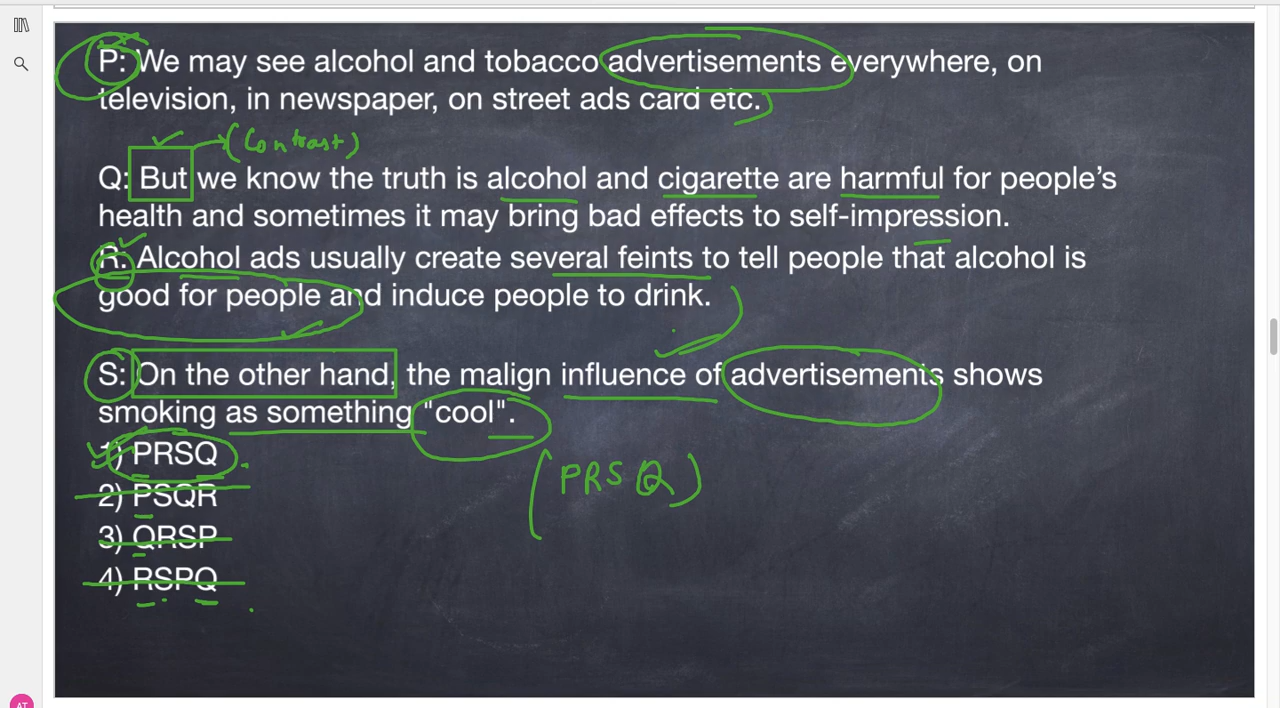 P: We may see alcohol and tobacco advertisements everywhere, on
television, in newspaper, on street ads card etc.
(Contrast)
Q: But we know the truth is alcohol and cigarette are harmful for people's
health and sometimes it may bring bad effects to self-impression.
R: Alcohol ads usually create several feints to tell people that alcohol is
good for people and induce people to drink.
S: On the other hand, the malign influence of advertisements shows
smoking as something "cool".
1) PRSQ
(PRSQ)
2) PSQR
3) QRSP
4) RSPQ
AT